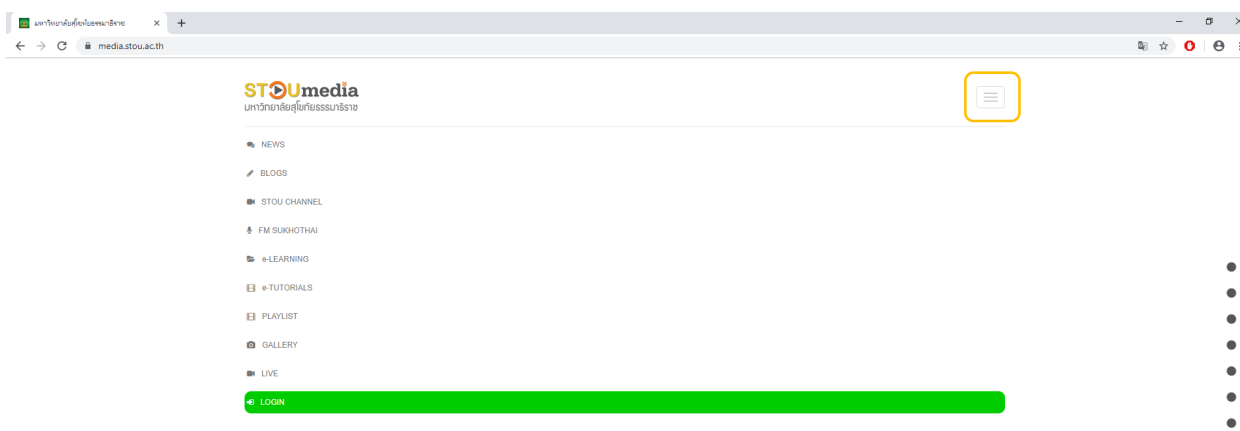 มหาวิทยาลัยสุโขทัยธรรมาธิราช
media.stou.ac.th
STOUmedia
มหาวิทยาลัยสุโขทัยธรรมาธิราช
NEWS
BLOGS
STOU CHANNEL
FM SUKHOTHAI
e-LEARNING
e-TUTORIALS
PLAYLIST
GALLERY
LIVE
LOGIN